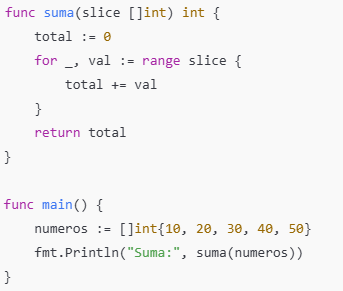 func suma(slice []int) int {
    total := 0
    for _, val := range slice {
        total += val
    }
    return total
}

func main() {
    numeros := []int{10, 20, 30, 40, 50}
    fmt.Println("Suma:", suma(numeros))
}